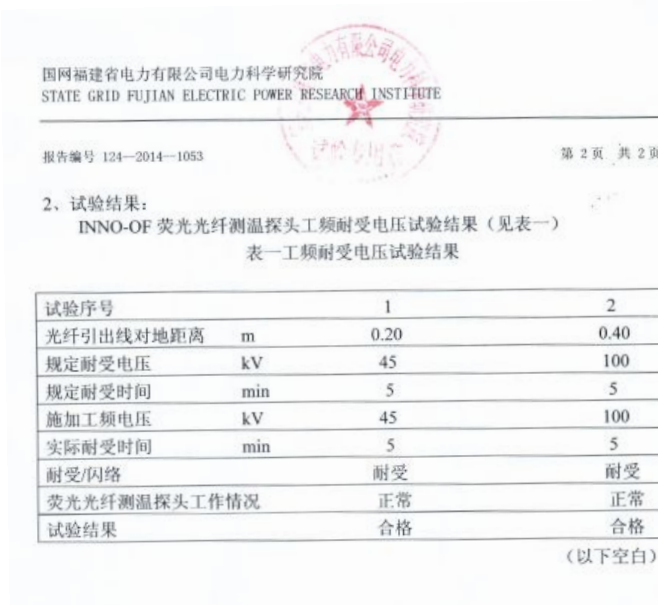 国网福建省电力有限公司电力科学研究院
STATE GRID FUJIAN ELECTRIC POWER RESEARCH INSTITUTE
报告编号 124—2014—1053 第 2 页 共 2 页
试验专用章
2、试验结果：
INNO-OF 荧光光纤测温探头工频耐受电压试验结果（见表一）
表一工频耐受电压试验结果
试验序号 1 2
光纤引出线对地距离 m 0.20 0.40
规定耐受电压 kV 45 100
规定耐受时间 min 5 5
施加工频电压 kV 45 100
实际耐受时间 min 5 5
耐受/闪络 耐受 耐受
荧光光纤测温探头工作情况 正常 正常
试验结果 合格 合格
（以下空白）